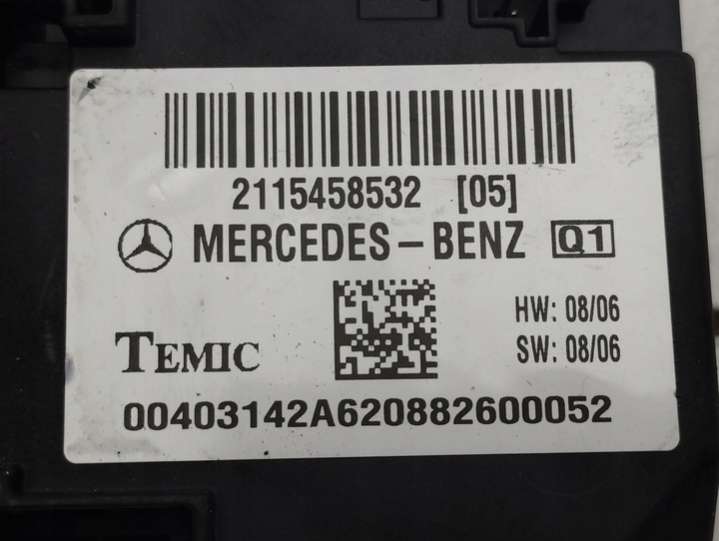 2115458532 [05]
MERCEDES-BENZ Q1
HW: 08/06
TEMIC
SW: 08/06
00403142A620882600052